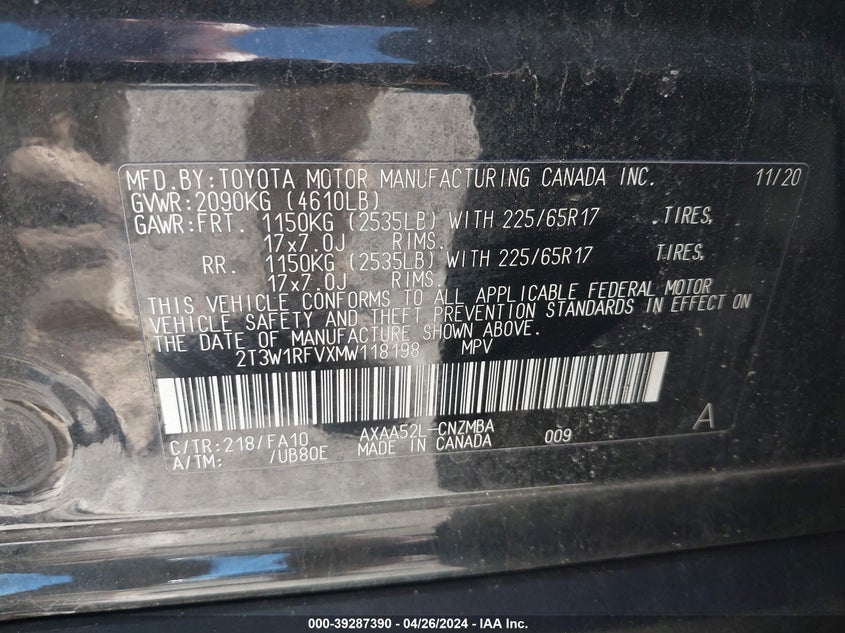 MFD.BY:TOYOTA MOTOR MANUFACTURING CANADA INC. 11/20
GVWR:2090KG (4610LB)
GAWR:FRT. 1150KG (2535LB) WITH 225/65R17 .TIRES,
17x7.0J RIMS.
RR. 1150KG (2535LB) WITH 225/65R17 TIRES,
17x7.0J RIMS.
THIS VEHICLE CONFORMS TO ALL APPLICABLE FEDERAL MOTOR
VEHICLE SAFETY AND THEFT PREVENTION STANDARDS IN EFFECT ON
THE DATE OF MANUFACTURE SHOWN ABOVE.
2T3W1RFVXMW118198 MPV
C/TR:218/FA10 AXAA52L-CNZMBA 009 A
A/TM: /UB80E MADE IN CANADA
000-39287390 - 04/26/2024 - IAA Inc.